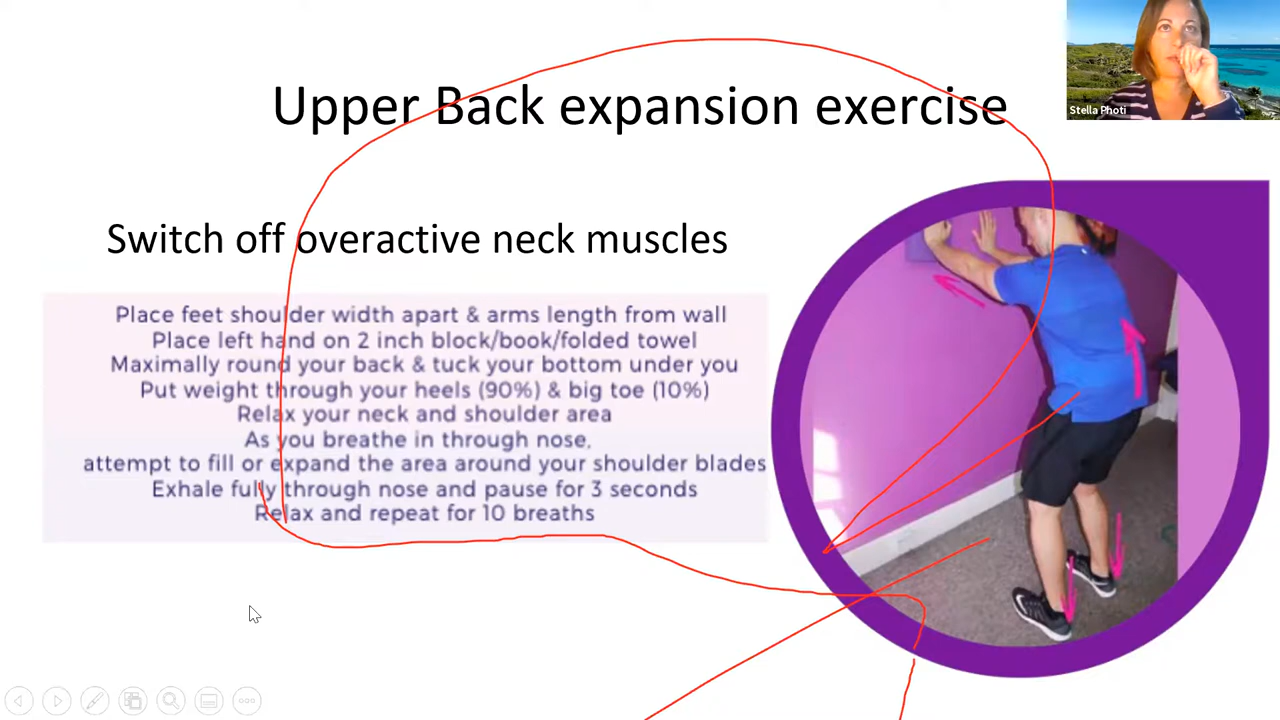 Upper Back expansion exercise
Stella Photi
Switch off overactive neck muscles
Place feet shoulder width apart & arms length from wall
Place left hand on 2 inch block/book/folded towel
Maximally round your back & tuck your bottom under you
Put weight through your heels (90%) & big toe (10%)
Relax your neck and shoulder area
As you breathe in through nose,
attempt to fill or expand the area around your shoulder blades
Exhale fully through nose and pause for 3 seconds
Relax and repeat for 10 breaths